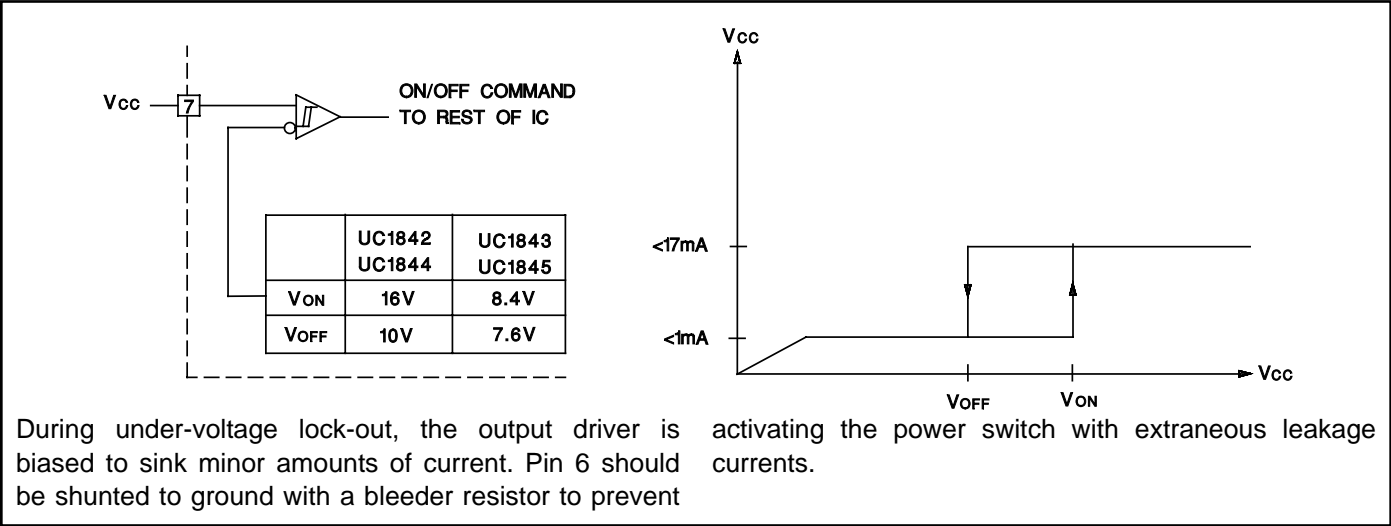 Vcc
7
ON/OFF COMMAND
TO REST OF IC
UC1842 UC1843
UC1844 UC1845
VON 16V 8.4V
VOFF 10V 7.6V
Vcc
<17mA
<1mA
Vcc
VOFF VON
During under-voltage lock-out, the output driver is
biased to sink minor amounts of current. Pin 6 should
be shunted to ground with a bleeder resistor to prevent
activating the power switch with extraneous leakage
currents.